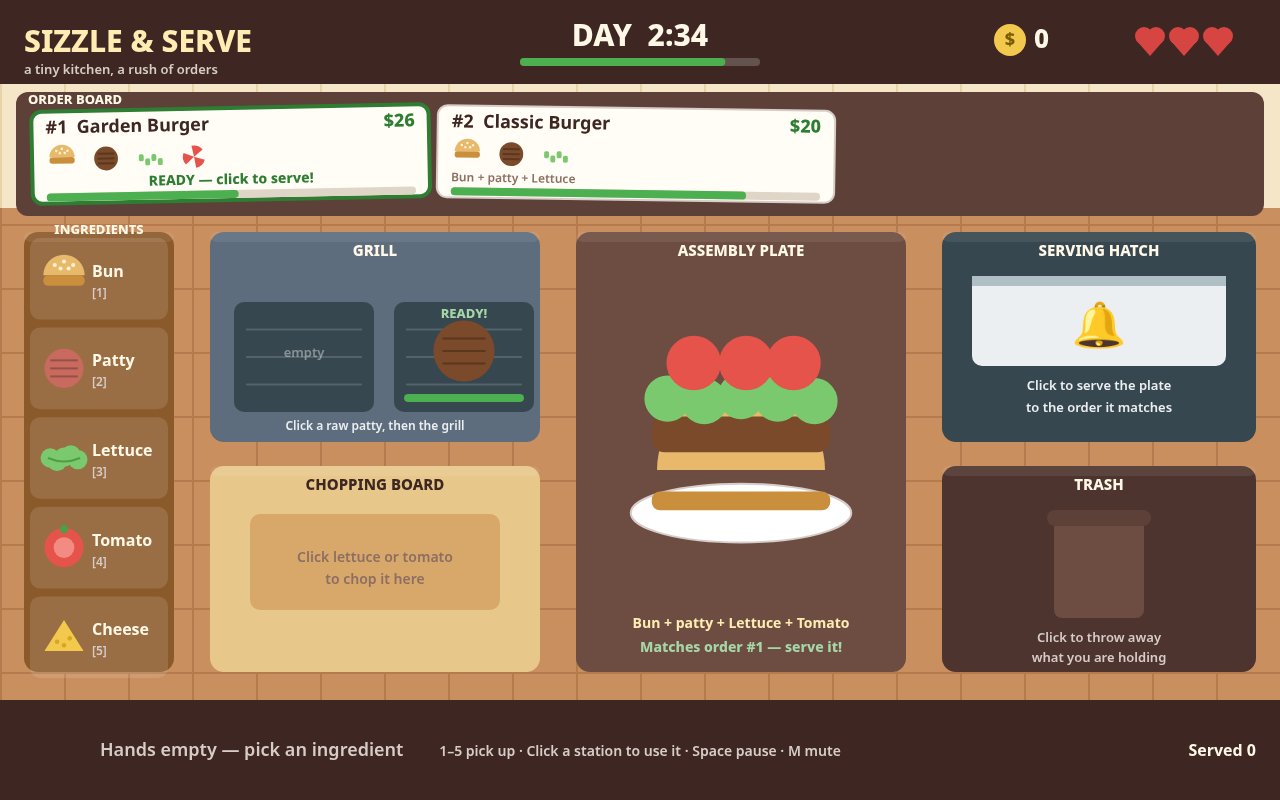 SIZZLE & SERVE
a tiny kitchen, a rush of orders
DAY 2:34
$ 0
ORDER BOARD
#1 Garden Burger $26
READY — click to serve!
#2 Classic Burger $20
Bun + patty + Lettuce
INGREDIENTS
Bun
[1]
Patty
[2]
Lettuce
[3]
Tomato
[4]
Cheese
[5]
GRILL
empty
READY!
Click a raw patty, then the grill
CHOPPING BOARD
Click lettuce or tomato
to chop it here
ASSEMBLY PLATE
Bun + patty + Lettuce + Tomato
Matches order #1 — serve it!
SERVING HATCH
Click to serve the plate
to the order it matches
TRASH
Click to throw away
what you are holding
Hands empty — pick an ingredient
1–5 pick up · Click a station to use it · Space pause · M mute
Served 0